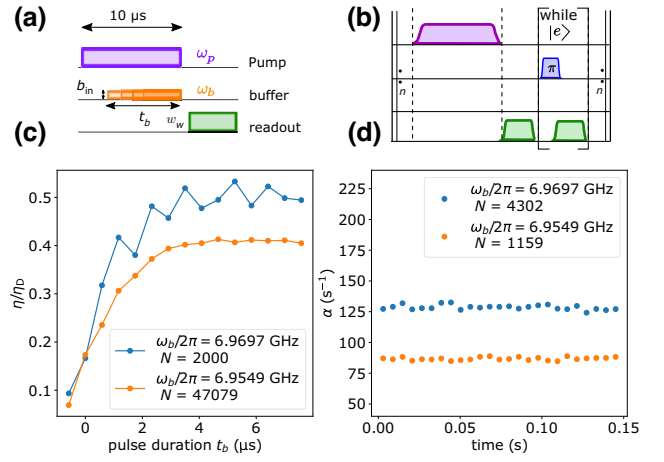 (a)
10 μs
ω_p
Pump
b_in
ω_b
buffer
t_b
w_w
readout
(b)
while
|e⟩
π
n
n
(c)
η/η_D
0.5
0.4
0.3
0.2
0.1
ω_b/2π = 6.9697 GHz
N = 2000
ω_b/2π = 6.9549 GHz
N = 47079
0 2 4 6
pulse duration t_b (μs)
(d)
α (s⁻¹)
225
200
175
150
125
100
75
50
ω_b/2π = 6.9697 GHz
N = 4302
ω_b/2π = 6.9549 GHz
N = 1159
0.00 0.05 0.10 0.15
time (s)